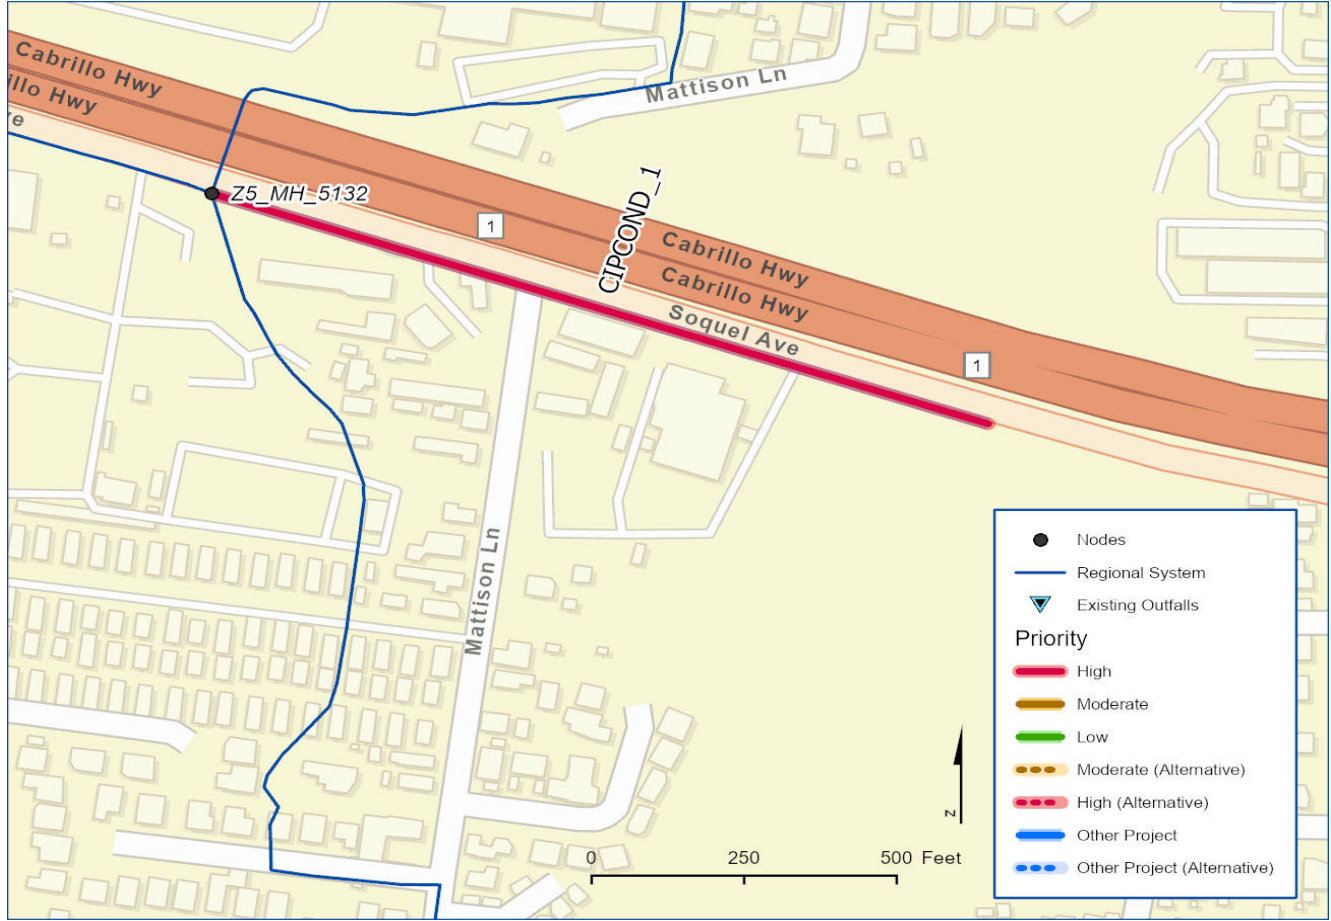 Cabrillo Hwy
illo Hwy
ve
Mattison Ln
Z5_MH_5132
1
CIPCOND_1
Cabrillo Hwy
Cabrillo Hwy
Soquel Ave
1
Mattison Ln
Nodes
Regional System
Existing Outfalls
Priority
High
Moderate
Low
Moderate (Alternative)
High (Alternative)
Other Project
Other Project (Alternative)
N
0 250 500 Feet